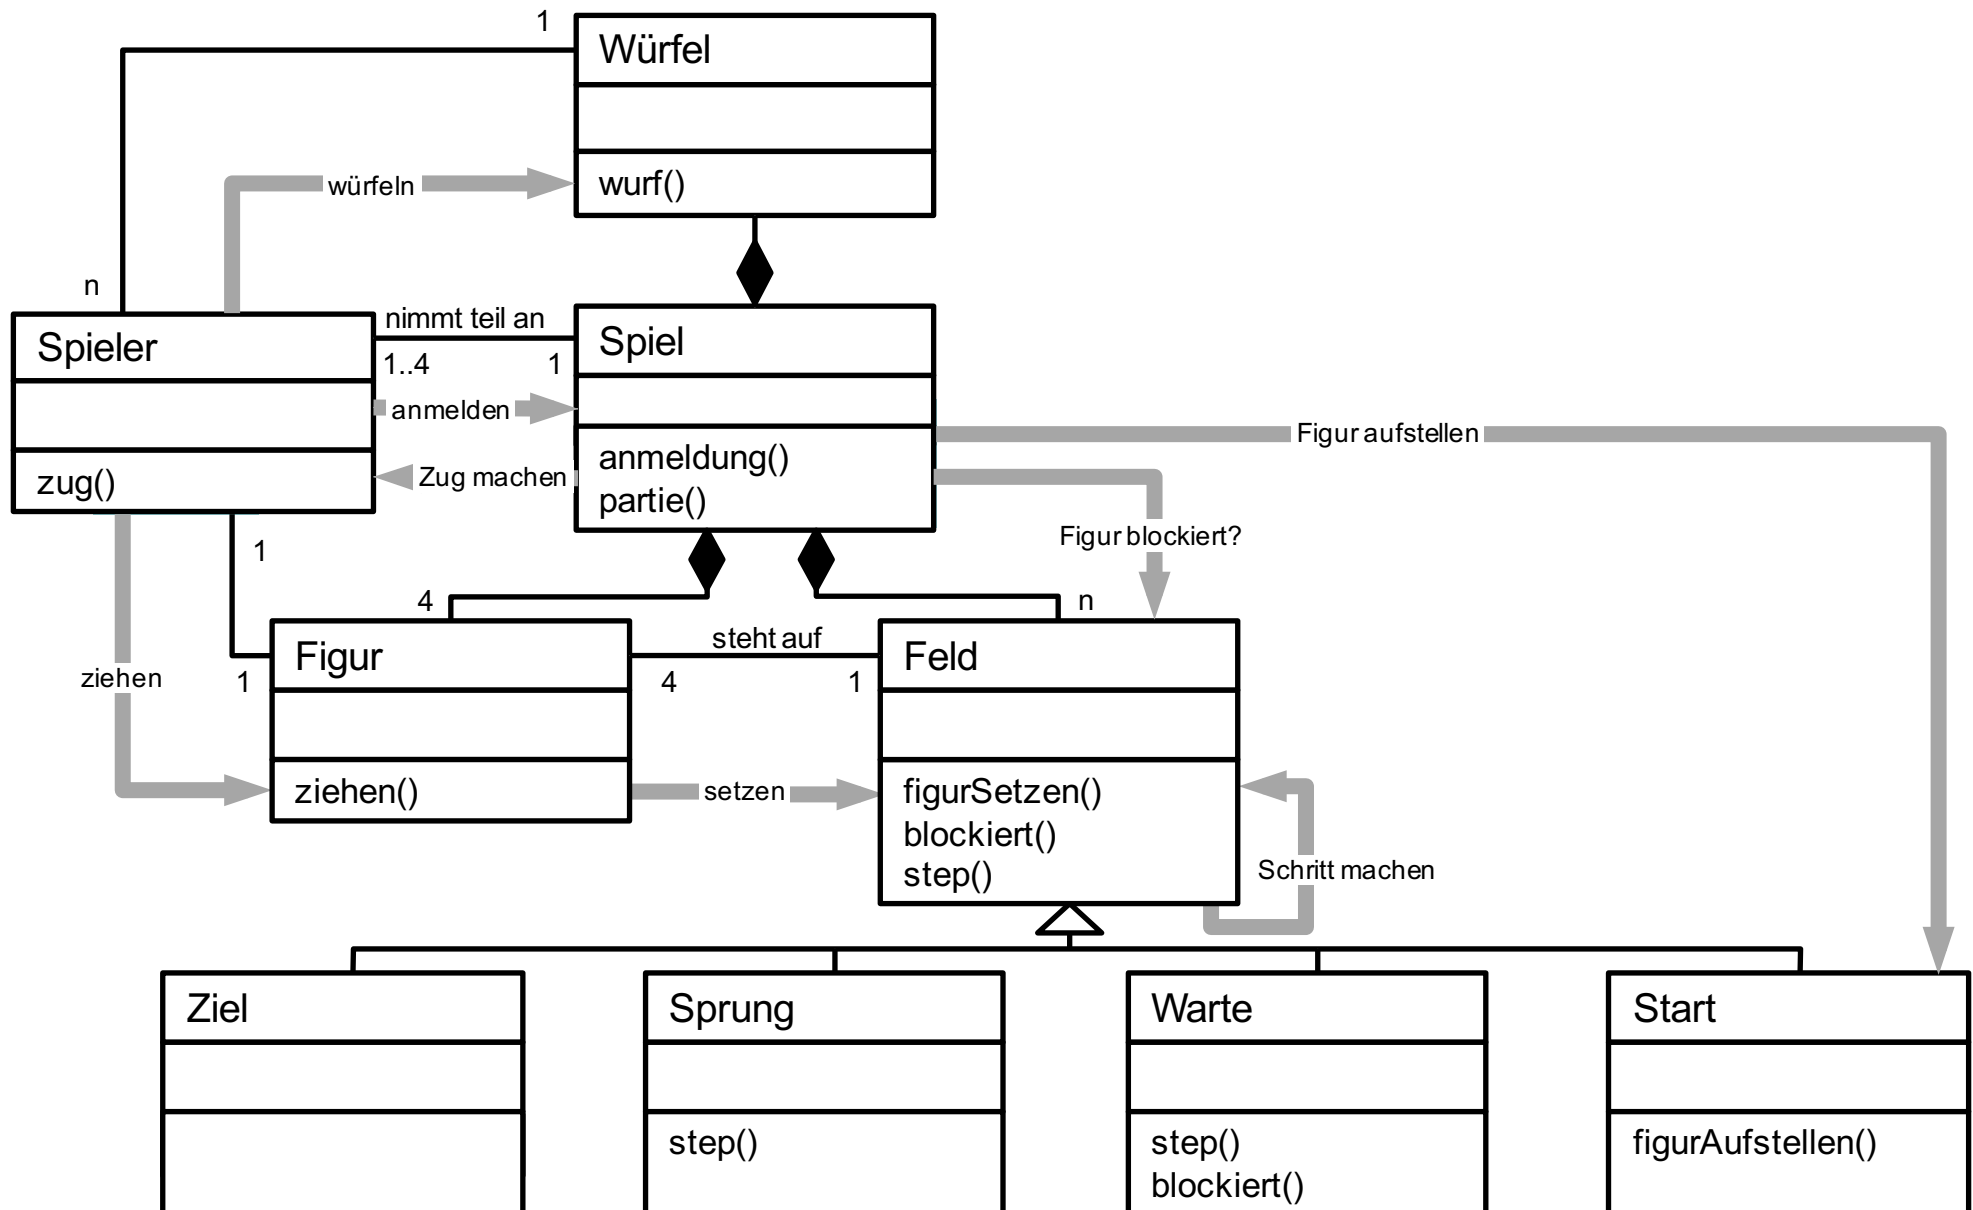 1
Würfel
würfeln
wurf()
n
nimmt teil an
Spieler
Spiel
1..4
1
anmelden
Figur aufstellen
anmeldung()
Zug machen
zug()
partie()
Figur blockiert?
1
4
n
steht auf
Figur
Feld
ziehen
1
4
1
ziehen()
setzen
figurSetzen()
blockiert()
step()
Schritt machen
Ziel
Sprung
Warte
Start
step()
step()
figurAufstellen()
blockiert()